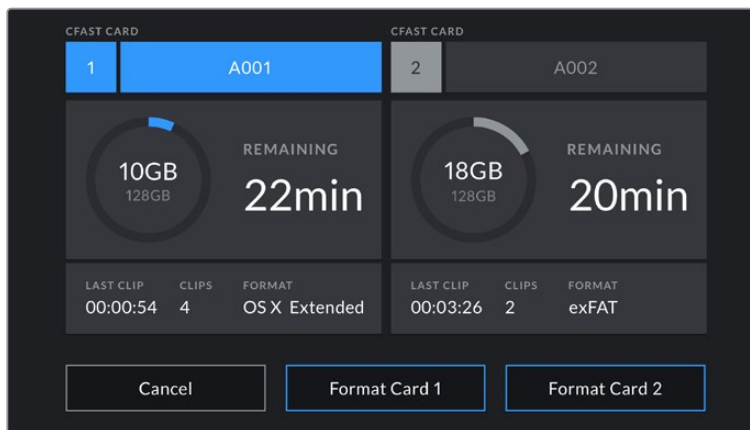 CFAST CARD
1 A001
10GB
128GB
REMAINING
22min
LAST CLIP CLIPS FORMAT
00:00:54 4 OS X Extended
CFAST CARD
2 A002
18GB
128GB
REMAINING
20min
LAST CLIP CLIPS FORMAT
00:03:26 2 exFAT
Cancel Format Card 1 Format Card 2